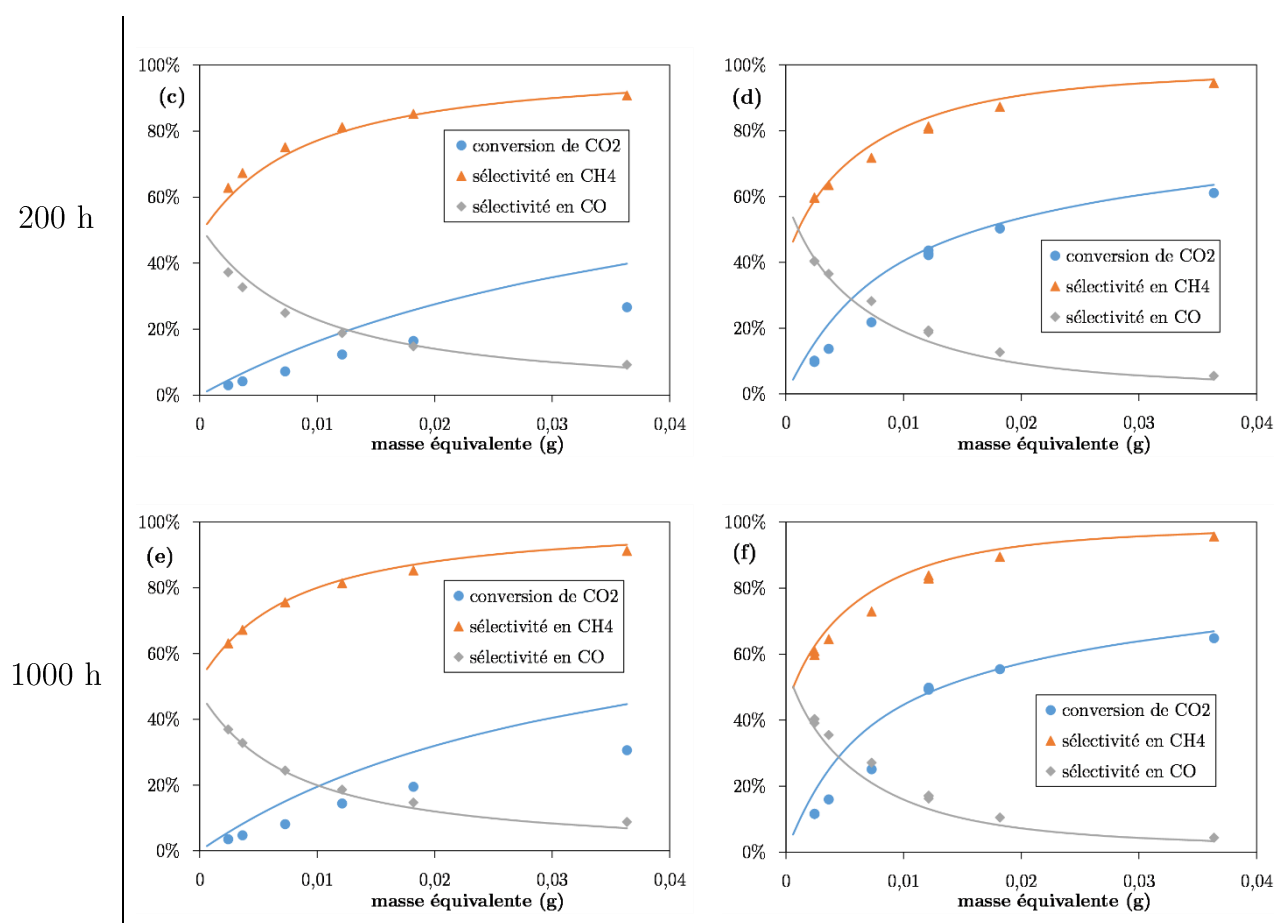 200 h
100%
80%
60%
40%
20%
0%
(c)
conversion de CO2
sélectivité en CH4
sélectivité en CO
0
0,01
0,02
0,03
0,04
masse équivalente (g)
100%
80%
60%
40%
20%
0%
(d)
conversion de CO2
sélectivité en CH4
sélectivité en CO
0
0,01
0,02
0,03
0,04
masse équivalente (g)
1000 h
100%
80%
60%
40%
20%
0%
(e)
conversion de CO2
sélectivité en CH4
sélectivité en CO
0
0,01
0,02
0,03
0,04
masse équivalente (g)
100%
80%
60%
40%
20%
0%
(f)
conversion de CO2
sélectivité en CH4
sélectivité en CO
0
0,01
0,02
0,03
0,04
masse équivalente (g)